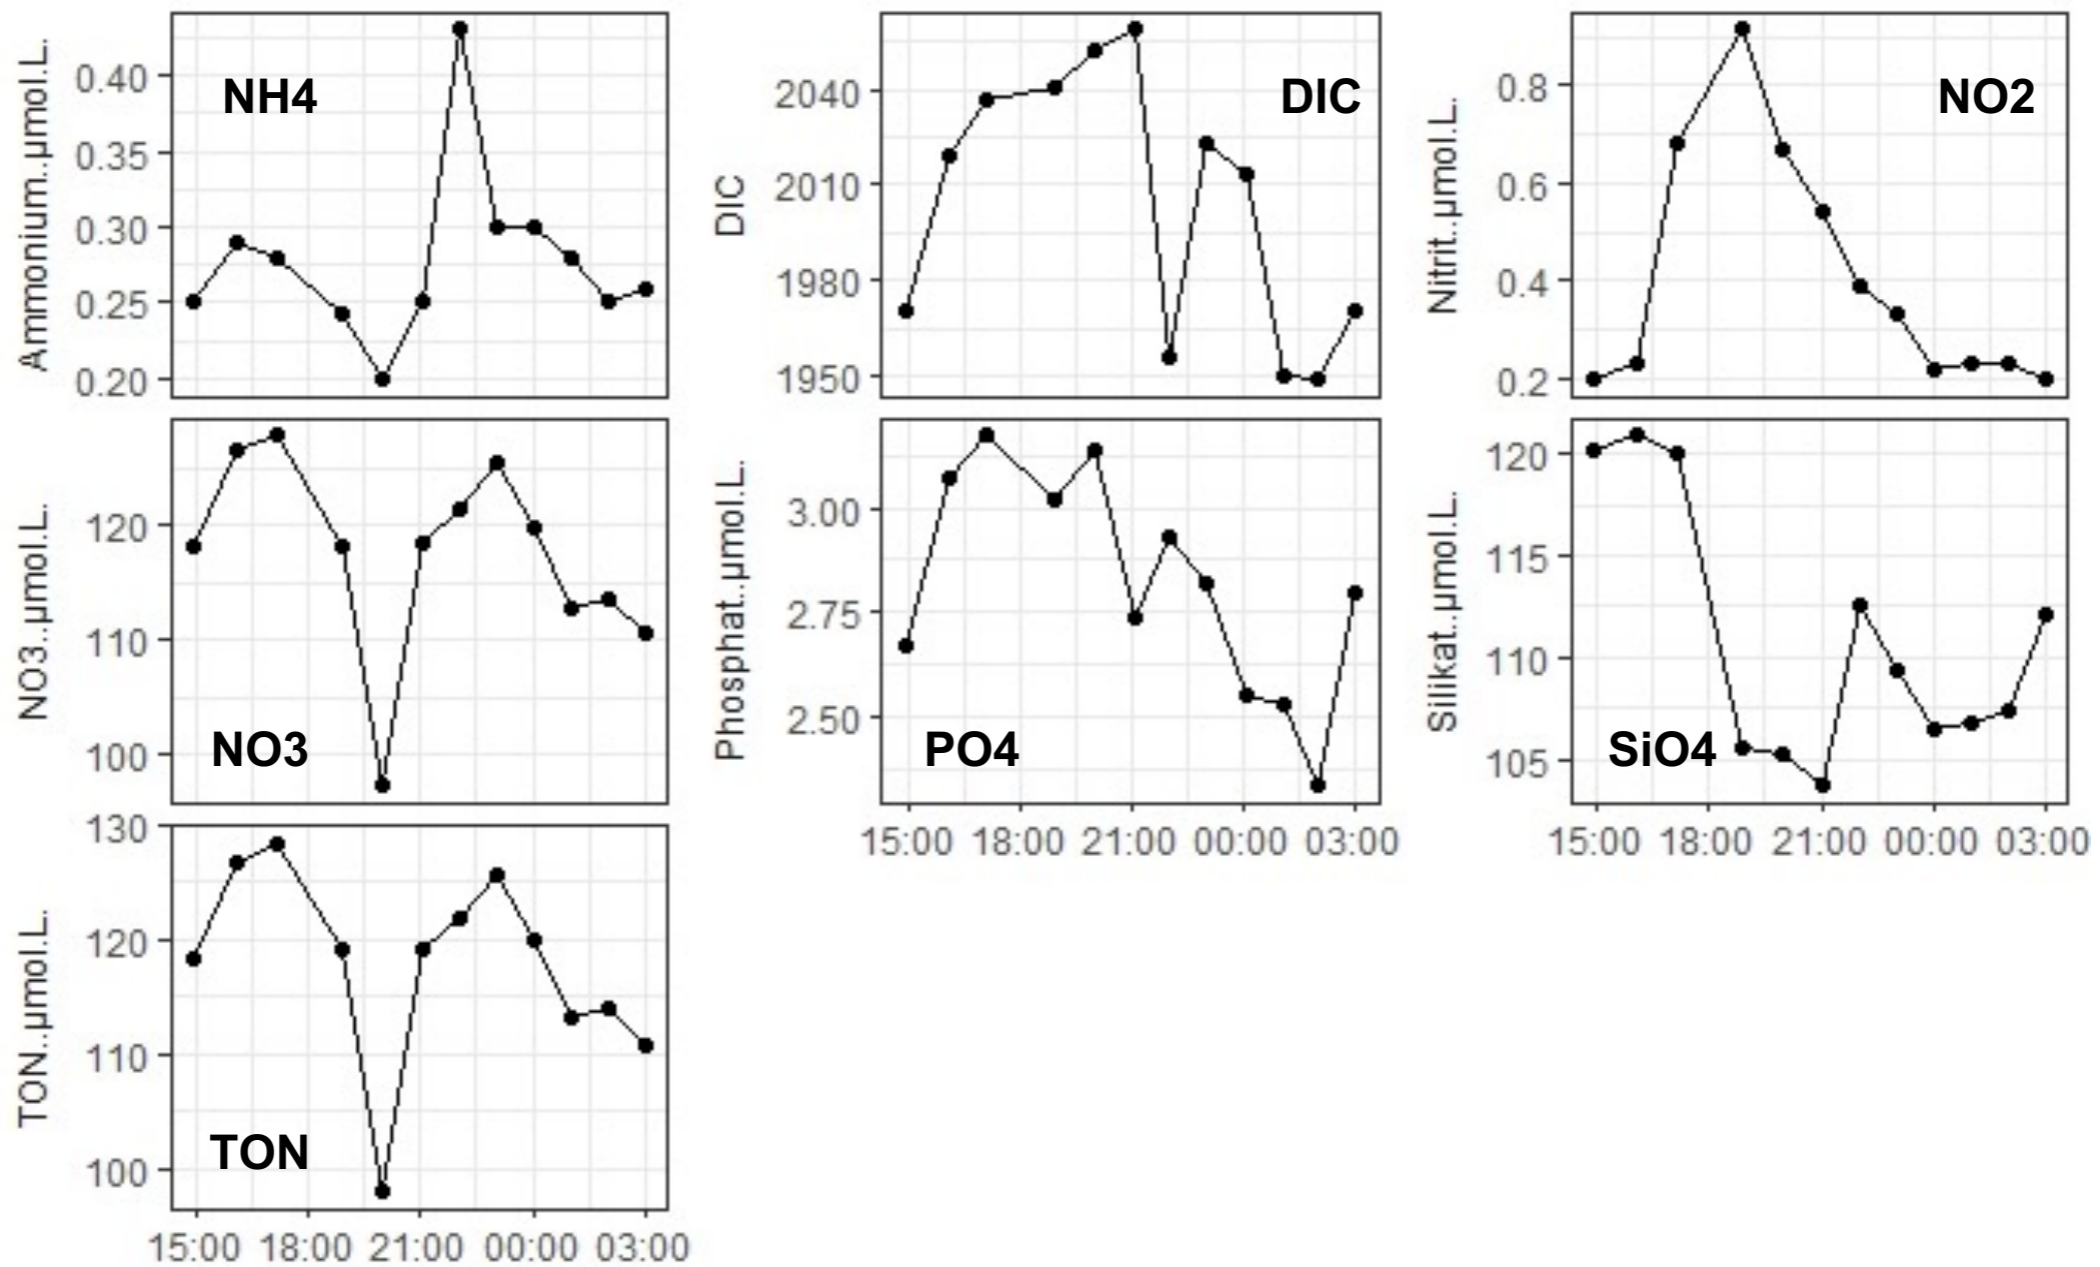 Ammonium..µmol.L.
0.40
0.35
0.30
0.25
0.20
NH4
DIC
2040
2010
1980
1950
DIC
Nitrit..µmol.L.
0.8
0.6
0.4
0.2
NO2
NO3..µmol.L.
120
110
100
NO3
Phosphat..µmol.L.
3.00
2.75
2.50
PO4
15:00 18:00 21:00 00:00 03:00
Silikat..µmol.L.
120
115
110
105
SiO4
15:00 18:00 21:00 00:00 03:00
TON..µmol.L.
130
120
110
100
TON
15:00 18:00 21:00 00:00 03:00